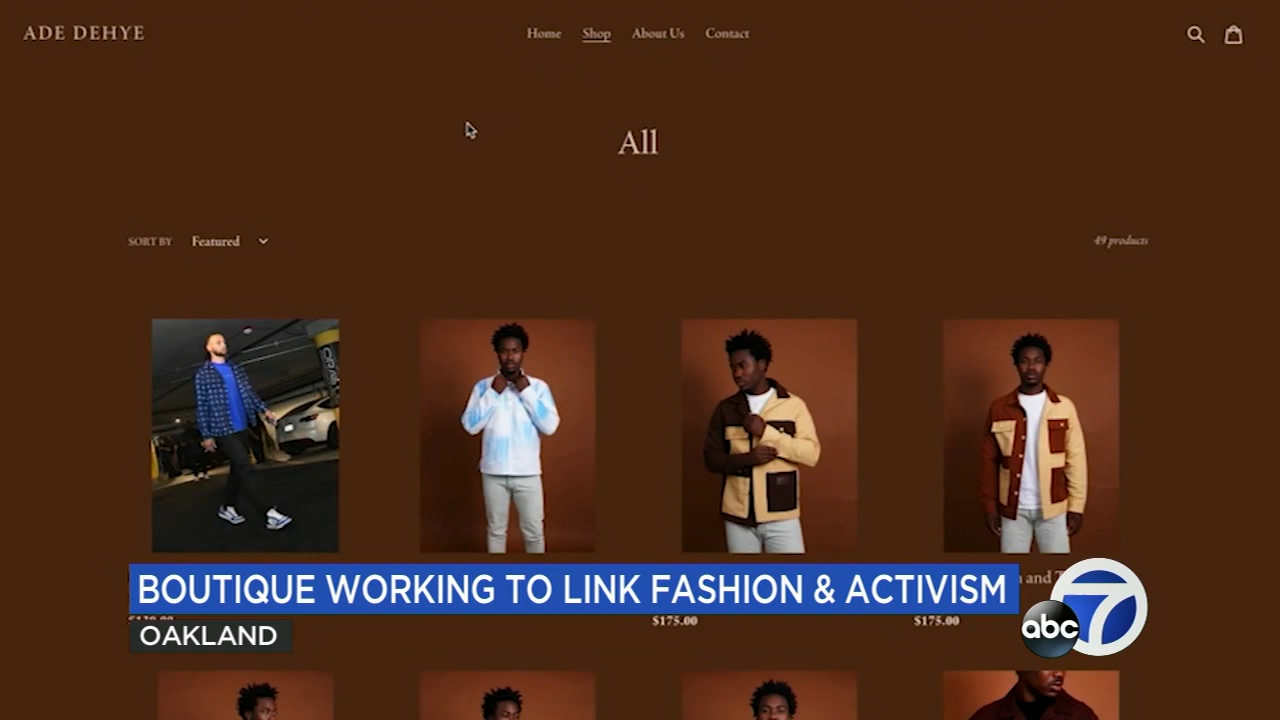 ADE DEHYE
Home Shop About Us Contact
All
SORT BY Featured
49 products
BOUTIQUE WORKING TO LINK FASHION & ACTIVISM
and
$175.00
$175.00
OAKLAND
abc 7